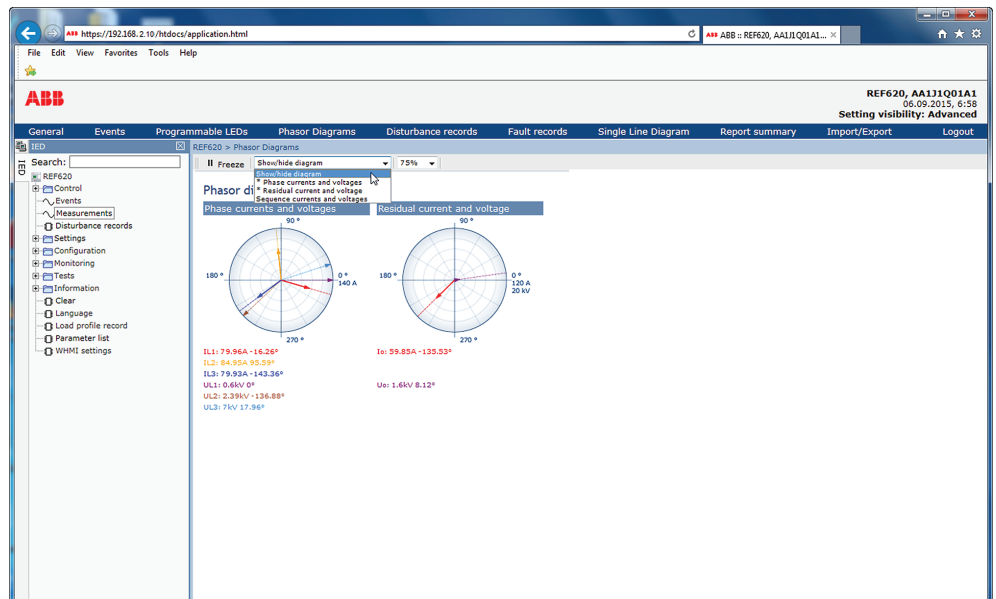 ABB https://192.168.2.10/htdocs/application.html
ABB ABB :: REF620, AA1J1Q01A1... ×
File Edit View Favorites Tools Help
ABB
REF620, AA1J1Q01A1
06.09.2015, 6:58
Setting visibility: Advanced
General Events Programmable LEDs Phasor Diagrams Disturbance records Fault records Single Line Diagram Report summary Import/Export Logout
IED
REF620 > Phasor Diagrams
IED
Search:
Freeze Show/hide diagram 75%
Show/hide diagram
* Phase currents and voltages
* Residual current and voltage
Sequence currents and voltages
REF620
Control
Events
Measurements
Disturbance records
Settings
Configuration
Monitoring
Tests
Information
Clear
Language
Load profile record
Parameter list
WHMI settings
Phasor di
Phase currents and voltages
90 °
180 °
0 °
140 A
270 °
IL1: 79.96A -16.26°
IL2: 84.95A 95.59°
IL3: 79.93A -143.36°
UL1: 0.6kV 0°
UL2: 2.39kV -136.88°
UL3: 7kV 17.96°
Residual current and voltage
90 °
180 °
0 °
120 A
20 kV
270 °
Io: 59.85A -135.53°
Uo: 1.6kV 8.12°